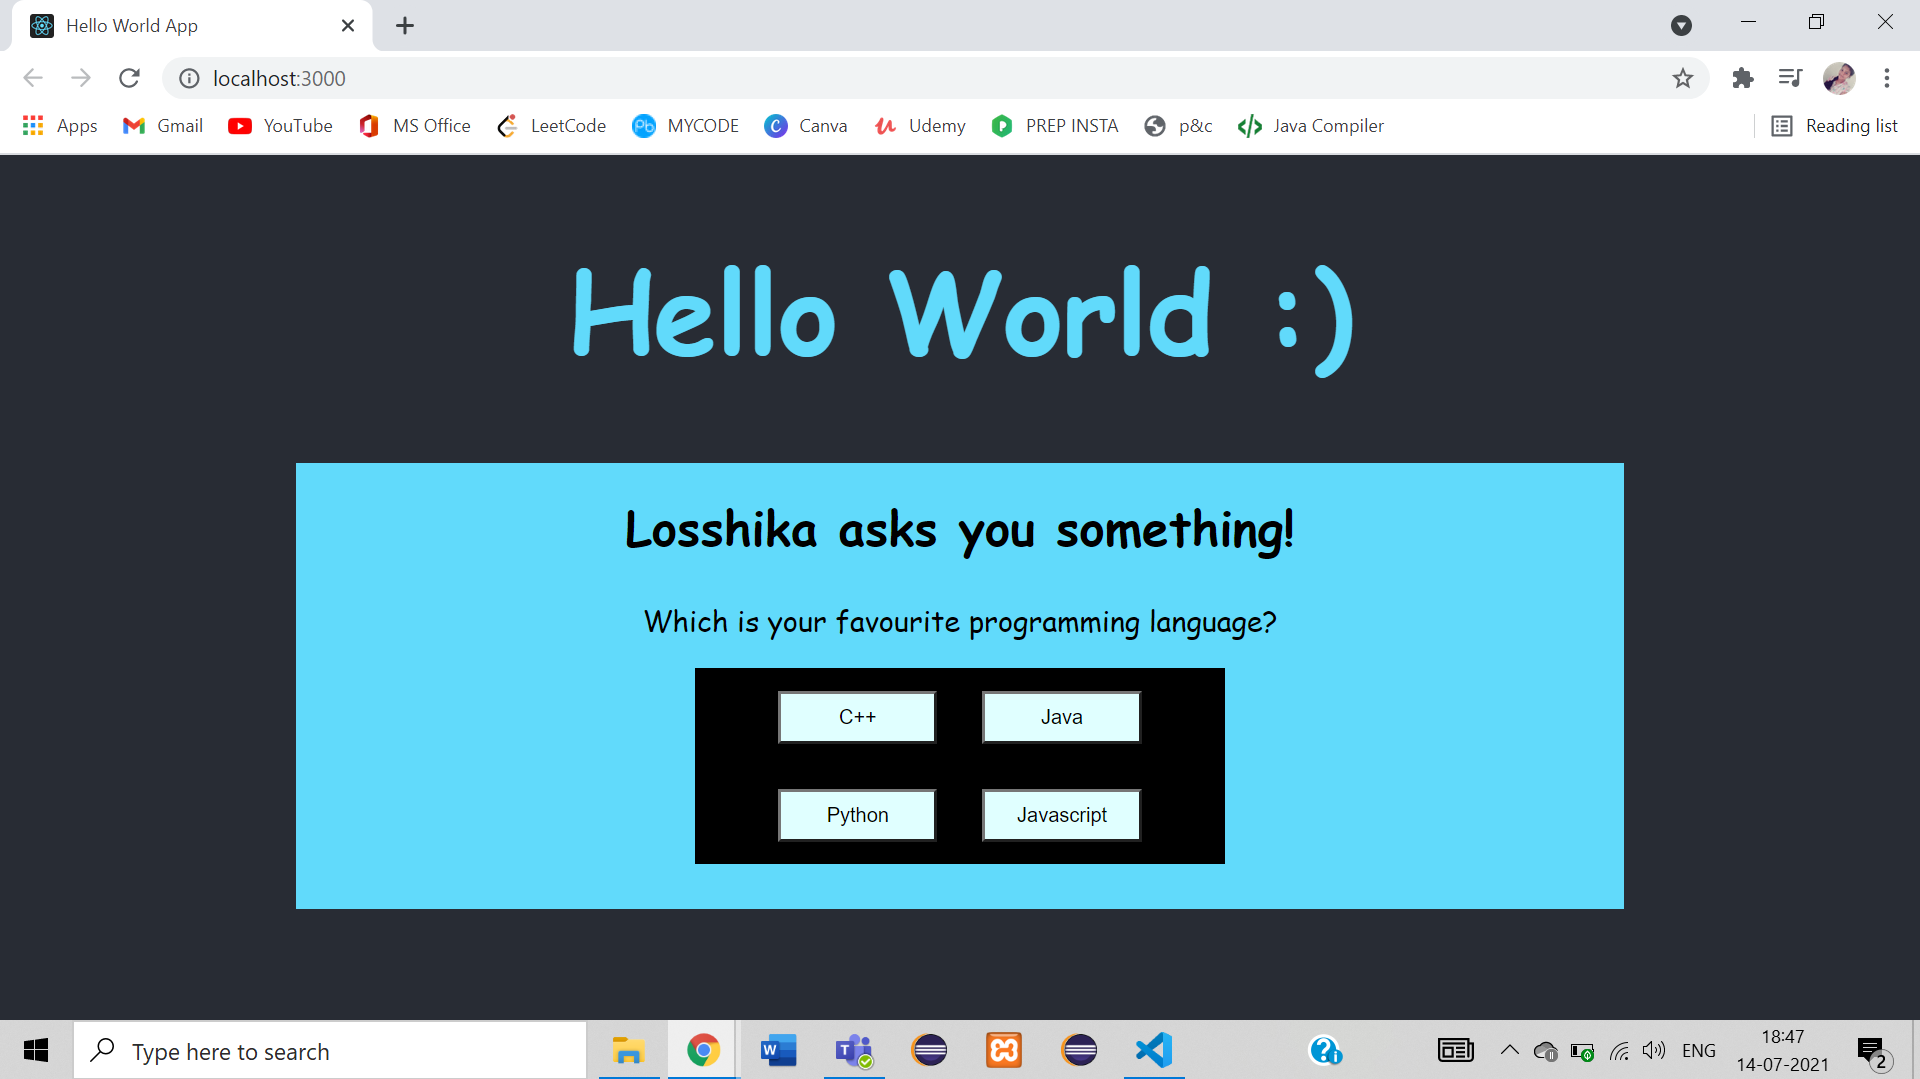 Hello World App
localhost:3000
Apps Gmail YouTube MS Office LeetCode Pb MYCODE Canva Udemy PREP INSTA p&c Java Compiler Reading list
Hello World :)
Losshika asks you something!
Which is your favourite programming language?
C++ Java
Python Javascript
Type here to search
ENG
18:47
14-07-2021
2